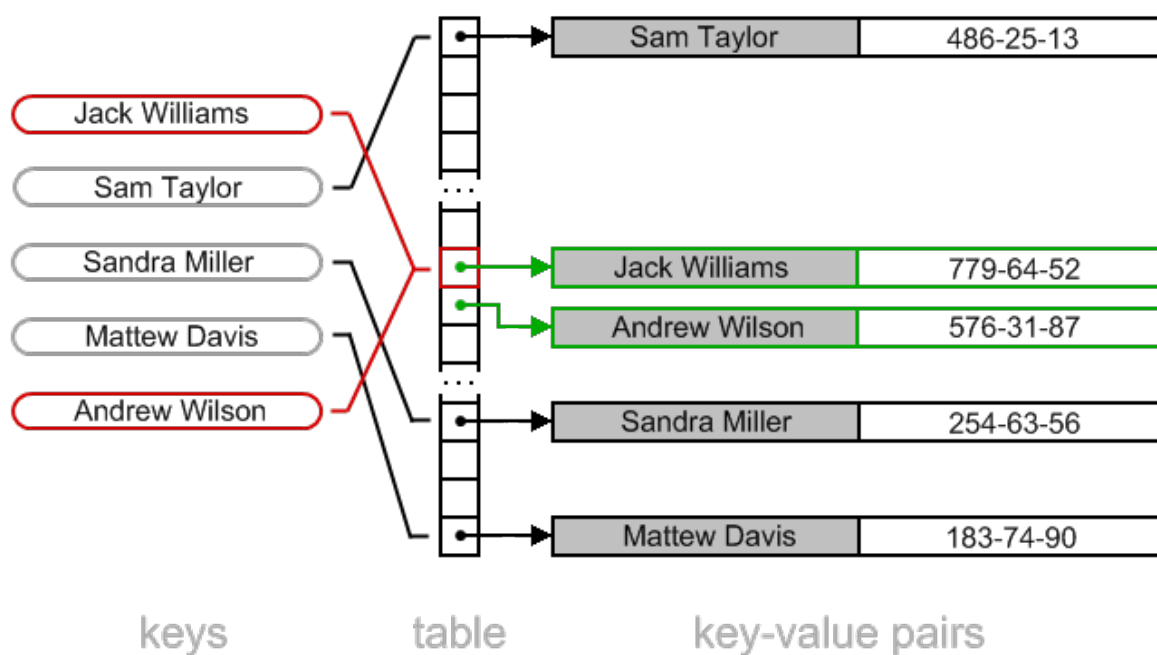 Sam Taylor 486-25-13
Jack Williams
Sam Taylor
...
Sandra Miller Jack Williams 779-64-52
Mattew Davis Andrew Wilson 576-31-87
...
Andrew Wilson Sandra Miller 254-63-56
Mattew Davis 183-74-90
keys table key-value pairs